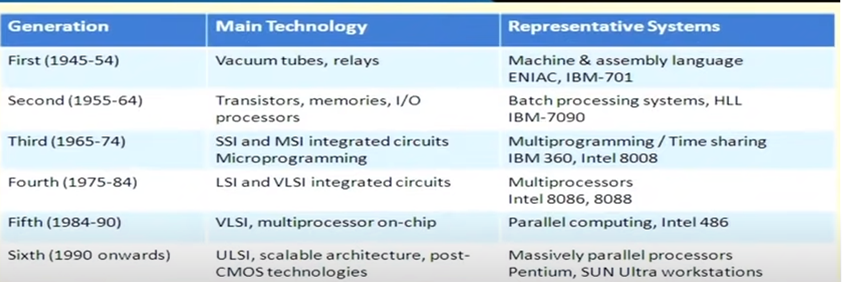 Generation Main Technology Representative Systems
First (1945-54) Vacuum tubes, relays Machine & assembly language
ENIAC, IBM-701
Second (1955-64) Transistors, memories, I/O processors Batch processing systems, HLL
IBM-7090
Third (1965-74) SSI and MSI integrated circuits Multiprogramming / Time sharing
Microprogramming IBM 360, Intel 8008
Fourth (1975-84) LSI and VLSI integrated circuits Multiprocessors
Intel 8086, 8088
Fifth (1984-90) VLSI, multiprocessor on-chip Parallel computing, Intel 486
Sixth (1990 onwards) ULSI, scalable architecture, post- Massively parallel processors
CMOS technologies Pentium, SUN Ultra workstations